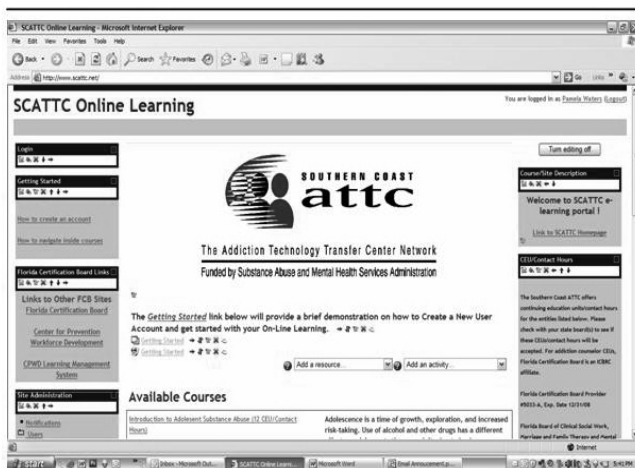 SCATTC Online Learning - Microsoft Internet Explorer
File Edit View Favorites Tools Help
Back Search Favorites
Address http://www.scattc.net/ Go Links
SCATTC Online Learning
You are logged in as Pamela Waters (Logout)
Turn editing off
Login
Getting Started
How to create an account
How to navigate inside courses
Florida Certification Board Links
Links to Other FCB Sites
Florida Certification Board
Center for Prevention
Workforce Development
CPWD Learning Management
System
Site Administration
Notifications
Users
SOUTHERN COAST
attc
The Addiction Technology Transfer Center Network
Funded by Substance Abuse and Mental Health Services Administration
The Getting Started link below will provide a brief demonstration on how to Create a New User
Account and get started with your On-Line Learning.
Getting Started
Getting Started
Add a resource...
Add an activity...
Available Courses
Introduction to Adolesent Substance Abuse (12 CEU/Contact
Hours)
Adolescence is a time of growth, exploration, and increased
risk-taking. Use of alcohol and other drugs has a different
Course/Site Description
Welcome to SCATTC e-
learning portal !
Link to SCATTC Homepage
CEU/Contact Hours
The Southern Coast ATTC offers
continuing education units/contact hours
for the entities listed below. Please
check with your state board(s) to see if
these CEUs/contact hours will be
accepted. For addiction counselor CEUs,
Florida Certification Board is an ICBRC
affiliate.
Florida Certification Board Provider
Exp. Date 12/31/08
Florida Board of Clinical Social Work,
Marriage and Family Therapy and Mental
Internet
start
Inbox - Microsoft Out...
SCATTC Online Learn...
Microsoft Word
5:41 PM